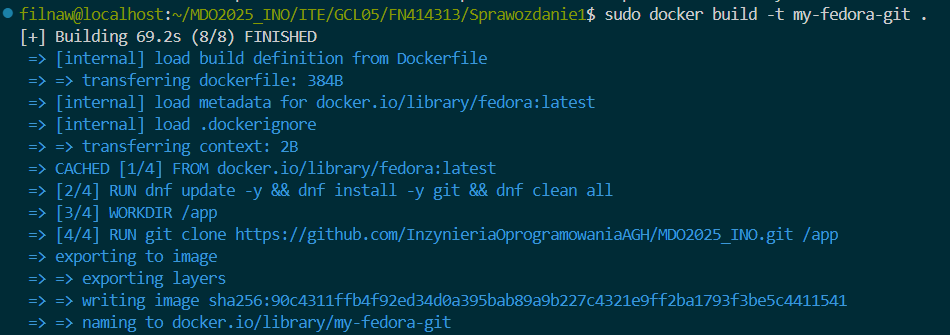 filnaw@localhost:~/MDO2025_INO/ITE/GCL05/FN414313/Sprawozdanie1$ sudo docker build -t my-fedora-git .
[+] Building 69.2s (8/8) FINISHED
=> [internal] load build definition from Dockerfile
=> => transferring dockerfile: 384B
=> [internal] load metadata for docker.io/library/fedora:latest
=> [internal] load .dockerignore
=> => transferring context: 2B
=> CACHED [1/4] FROM docker.io/library/fedora:latest
=> [2/4] RUN dnf update -y && dnf install -y git && dnf clean all
=> [3/4] WORKDIR /app
=> [4/4] RUN git clone https://github.com/InzynieriaOprogramowaniaAGH/MDO2025_INO.git /app
=> exporting to image
=> => exporting layers
=> => writing image sha256:90c4311ffb4f92ed34d0a395bab89a9b227c4321e9ff2ba1793f3be5c4411541
=> => naming to docker.io/library/my-fedora-git